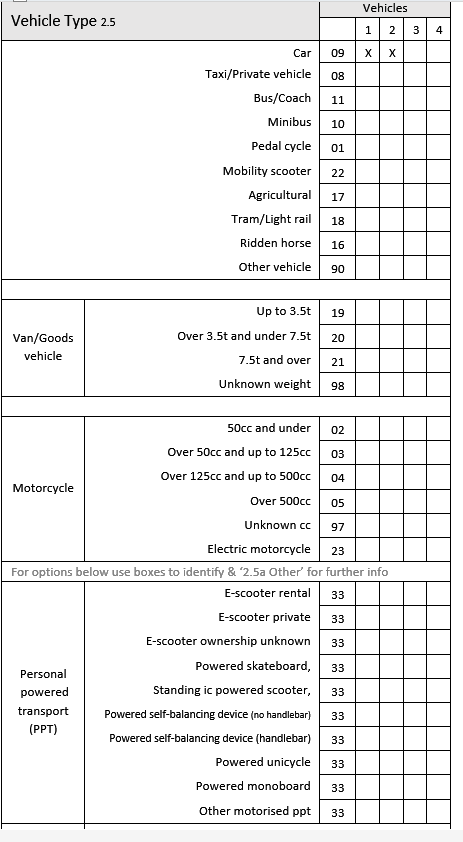 Vehicle Type 2.5
Vehicles
1 2 3 4
Car 09 X X
Taxi/Private vehicle 08
Bus/Coach 11
Minibus 10
Pedal cycle 01
Mobility scooter 22
Agricultural 17
Tram/Light rail 18
Ridden horse 16
Other vehicle 90
Van/Goods
vehicle
Up to 3.5t 19
Over 3.5t and under 7.5t 20
7.5t and over 21
Unknown weight 98
Motorcycle
50cc and under 02
Over 50cc and up to 125cc 03
Over 125cc and up to 500cc 04
Over 500cc 05
Unknown cc 97
Electric motorcycle 23
For options below use boxes to identify & ‘2.5a Other’ for further info
Personal
powered
transport
(PPT)
E-scooter rental 33
E-scooter private 33
E-scooter ownership unknown 33
Powered skateboard, 33
Standing ic powered scooter, 33
Powered self-balancing device (no handlebar) 33
Powered self-balancing device (handlebar) 33
Powered unicycle 33
Powered monoboard 33
Other motorised ppt 33